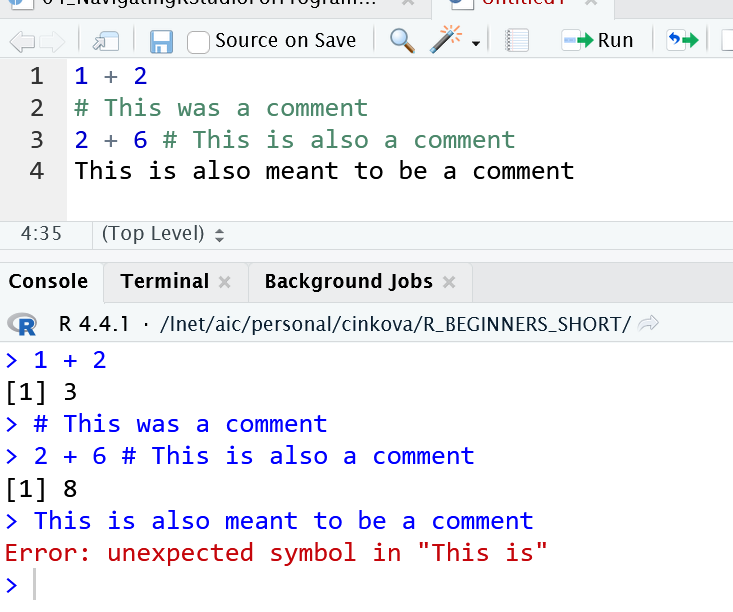 Source on Save
Run
1 1 + 2
2 # This was a comment
3 2 + 6 # This is also a comment
4 This is also meant to be a comment
4:35 (Top Level)
Console Terminal Background Jobs
R R 4.4.1 · /lnet/aic/personal/cinkova/R_BEGINNERS_SHORT/
> 1 + 2
[1] 3
> # This was a comment
> 2 + 6 # This is also a comment
[1] 8
> This is also meant to be a comment
Error: unexpected symbol in "This is"
>